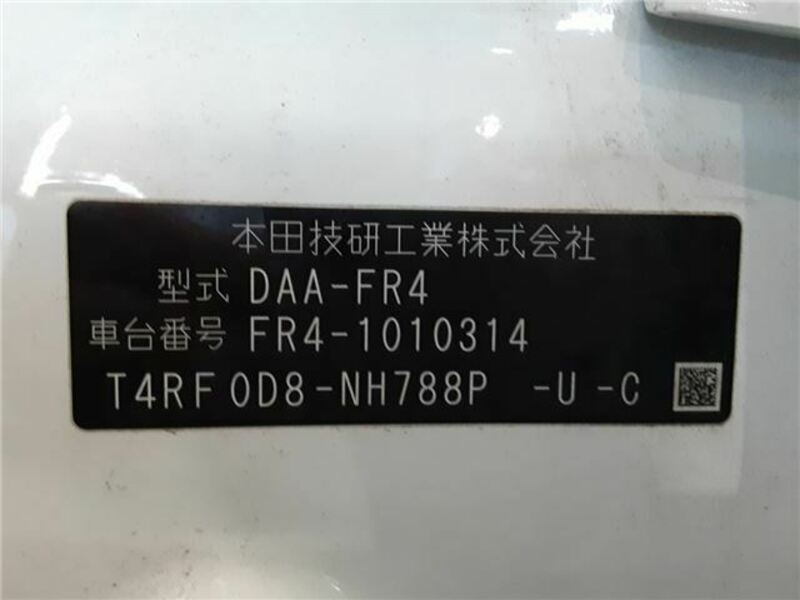 本田技研工業株式会社
型式 DAA-FR4
車台番号 FR4-1010314
T4RF 0D8-NH788P -U -C